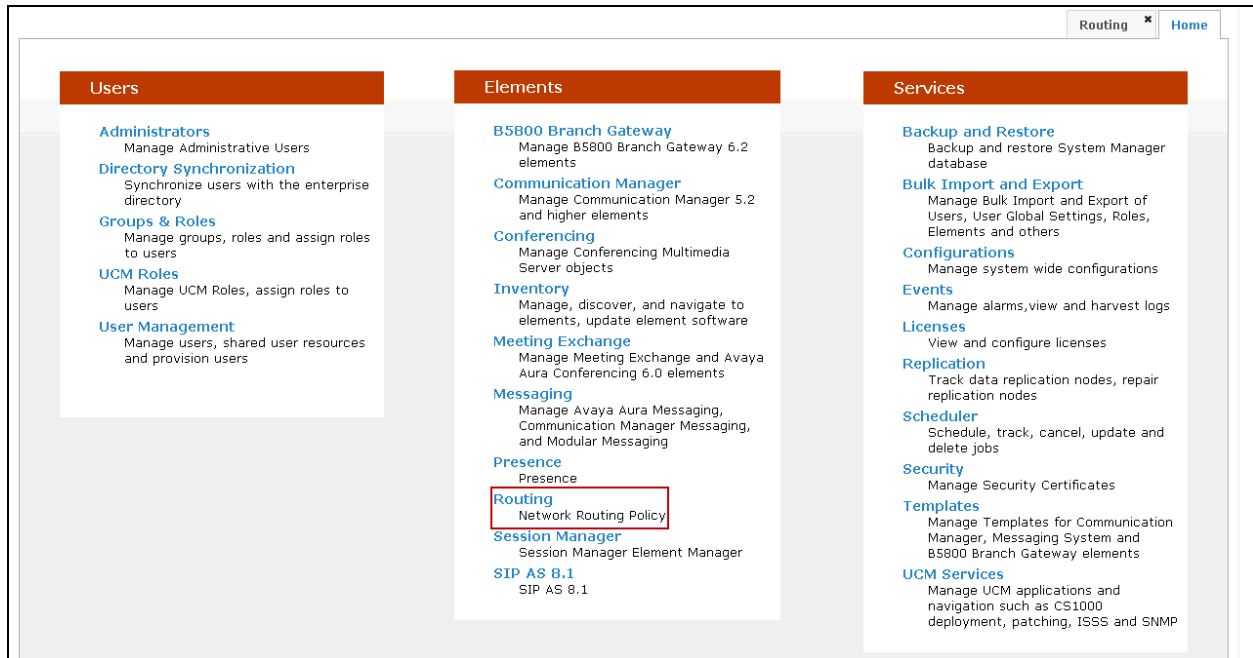 Routing ×
Home
Users
Administrators
Manage Administrative Users
Directory Synchronization
Synchronize users with the enterprise
directory
Groups & Roles
Manage groups, roles and assign roles
to users
UCM Roles
Manage UCM Roles, assign roles to
users
User Management
Manage users, shared user resources
and provision users
Elements
B5800 Branch Gateway
Manage B5800 Branch Gateway 6.2
elements
Communication Manager
Manage Communication Manager 5.2
and higher elements
Conferencing
Manage Conferencing Multimedia
Server objects
Inventory
Manage, discover, and navigate to
elements, update element software
Meeting Exchange
Manage Meeting Exchange and Avaya
Aura Conferencing 6.0 elements
Messaging
Manage Avaya Aura Messaging,
Communication Manager Messaging,
and Modular Messaging
Presence
Presence
Routing
Network Routing Policy
Session Manager
Session Manager Element Manager
SIP AS 8.1
SIP AS 8.1
Services
Backup and Restore
Backup and restore System Manager
database
Bulk Import and Export
Manage Bulk Import and Export of
Users, User Global Settings, Roles,
Elements and others
Configurations
Manage system wide configurations
Events
Manage alarms,view and harvest logs
Licenses
View and configure licenses
Replication
Track data replication nodes, repair
replication nodes
Scheduler
Schedule, track, cancel, update and
delete jobs
Security
Manage Security Certificates
Templates
Manage Templates for Communication
Manager, Messaging System and
B5800 Branch Gateway elements
UCM Services
Manage UCM applications and
navigation such as CS1000
deployment, patching, ISSS and SNMP